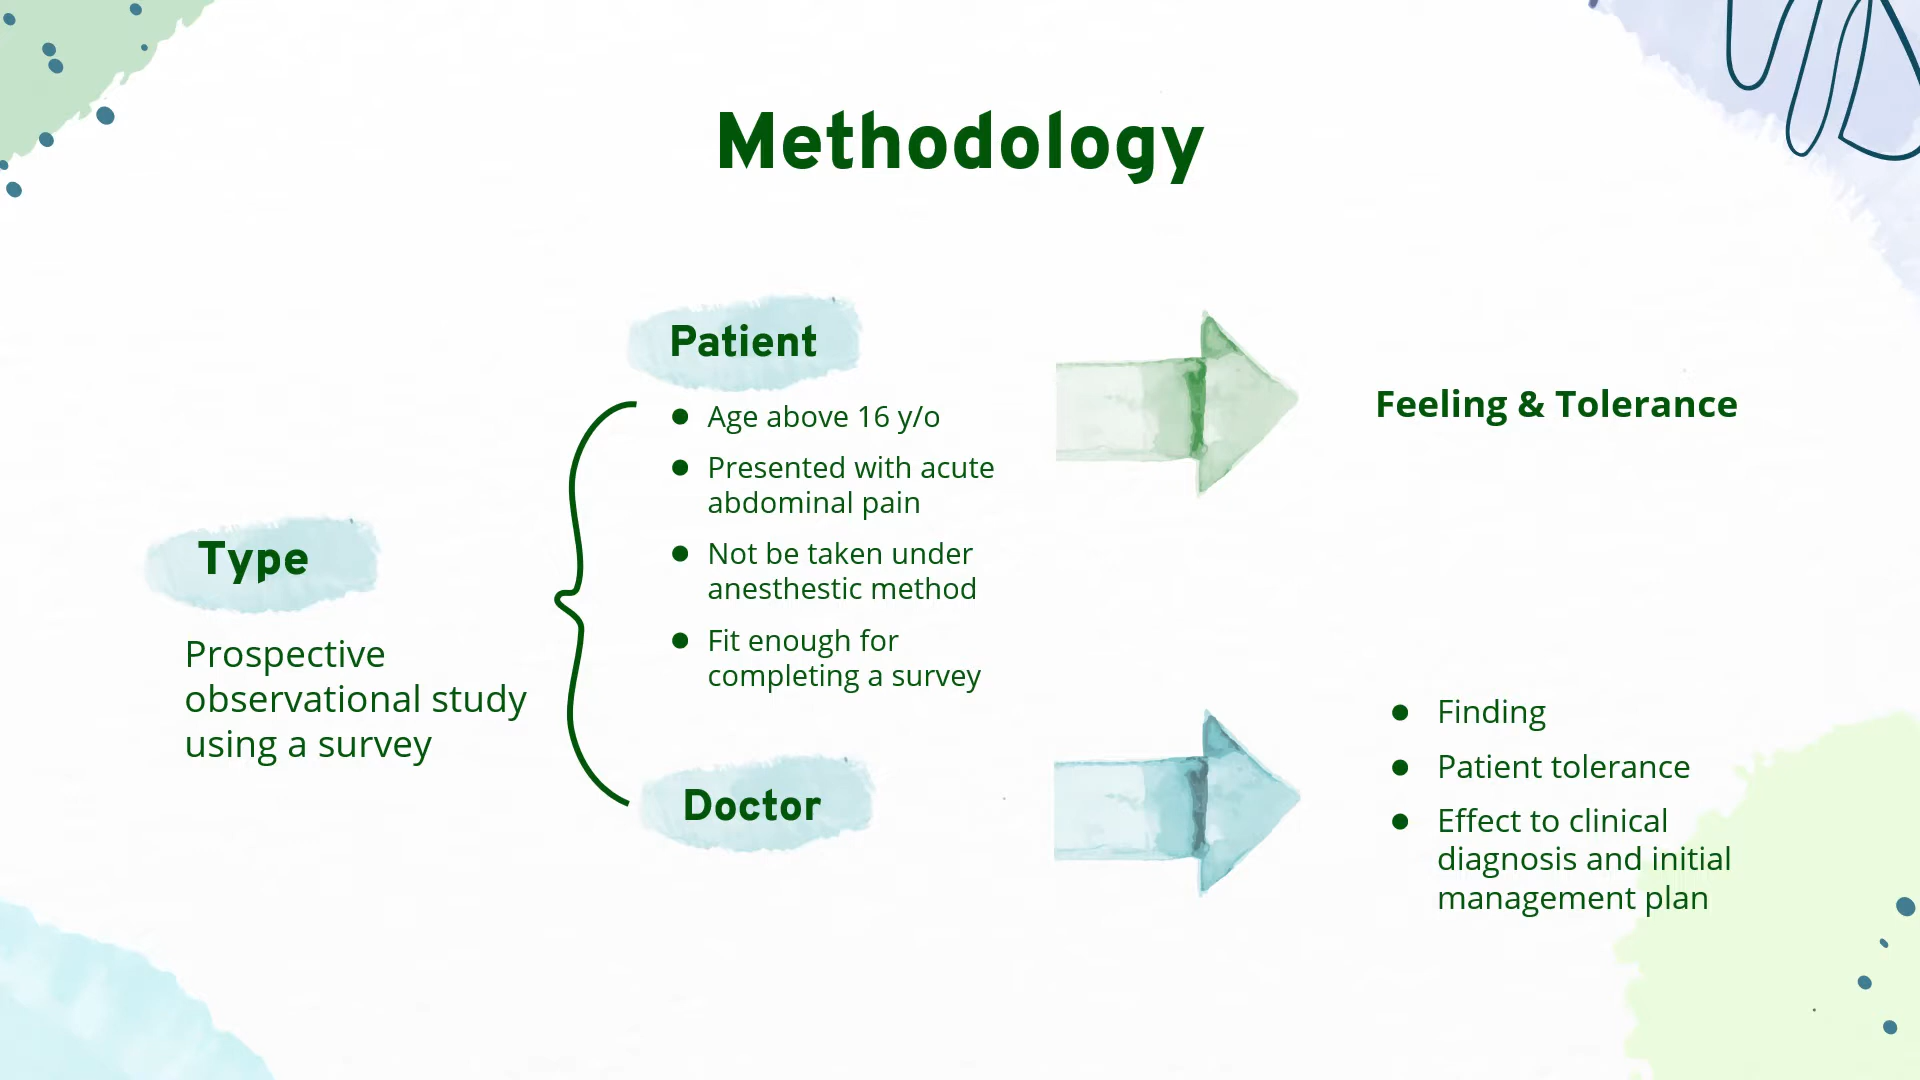 Methodology
Type
Prospective
observational study
using a survey
Patient
● Age above 16 y/o
● Presented with acute
abdominal pain
● Not be taken under
anesthestic method
● Fit enough for
completing a survey
Feeling & Tolerance
Doctor
● Finding
● Patient tolerance
● Effect to clinical
diagnosis and initial
management plan